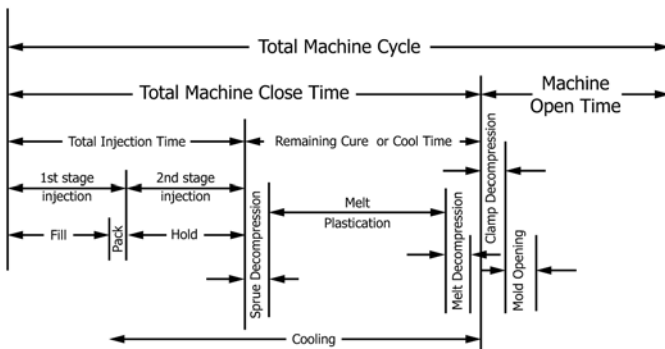 Total Machine Cycle
Total Machine Close Time
Machine
Open Time
Total Injection Time
Remaining Cure or Cool Time
1st stage
injection
2nd stage
injection
Fill
Pack
Hold
Sprue Decompression
Melt
Plastication
Melt Decompression
Clamp Decompression
Mold Opening
Cooling